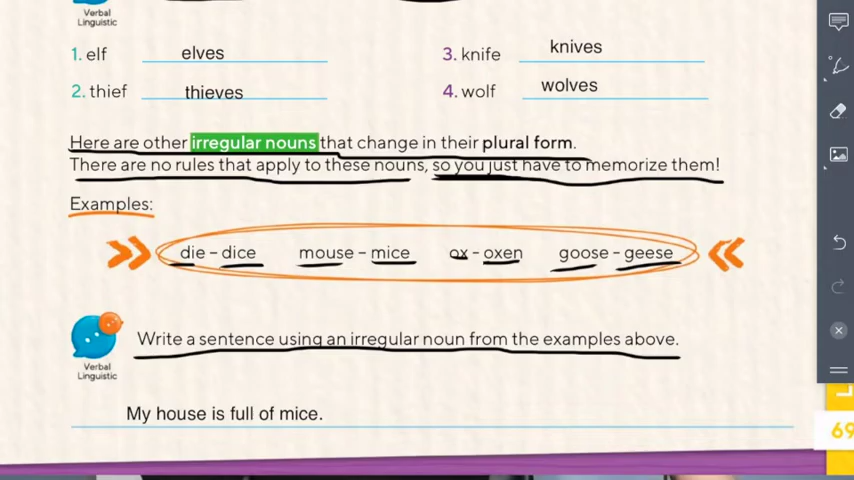 Verbal
Linguistic
1. elf elves 3. knife knives
2. thief thieves 4. wolf wolves
Here are other irregular nouns that change in their plural form.
There are no rules that apply to these nouns, so you just have to memorize them!
Examples:
die – dice mouse – mice ox – oxen goose – geese
Write a sentence using an irregular noun from the examples above.
Verbal
Linguistic
My house is full of mice.
69